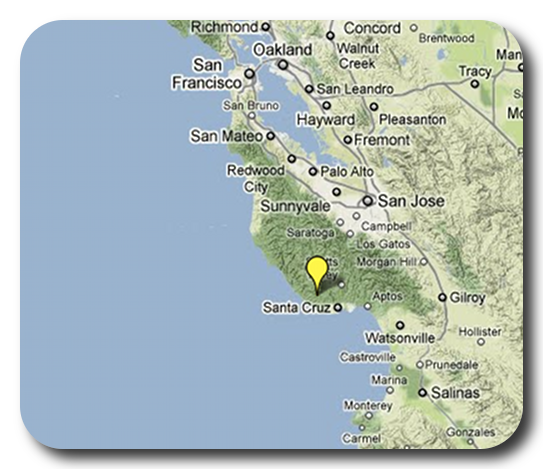 Richmond
Concord
Brentwood
Oakland
Walnut
Creek
San
Francisco
Tracy
San Leandro
San Bruno
Hayward
Pleasanton
San Mateo
Fremont
Redwood
City
Palo Alto
Sunnyvale
San Jose
Saratoga
Campbell
Los Gatos
Morgan Hill
Santa Cruz
Aptos
Gilroy
Watsonville
Hollister
Castroville
Prunedale
Marina
Salinas
Monterey
Carmel
Gonzales